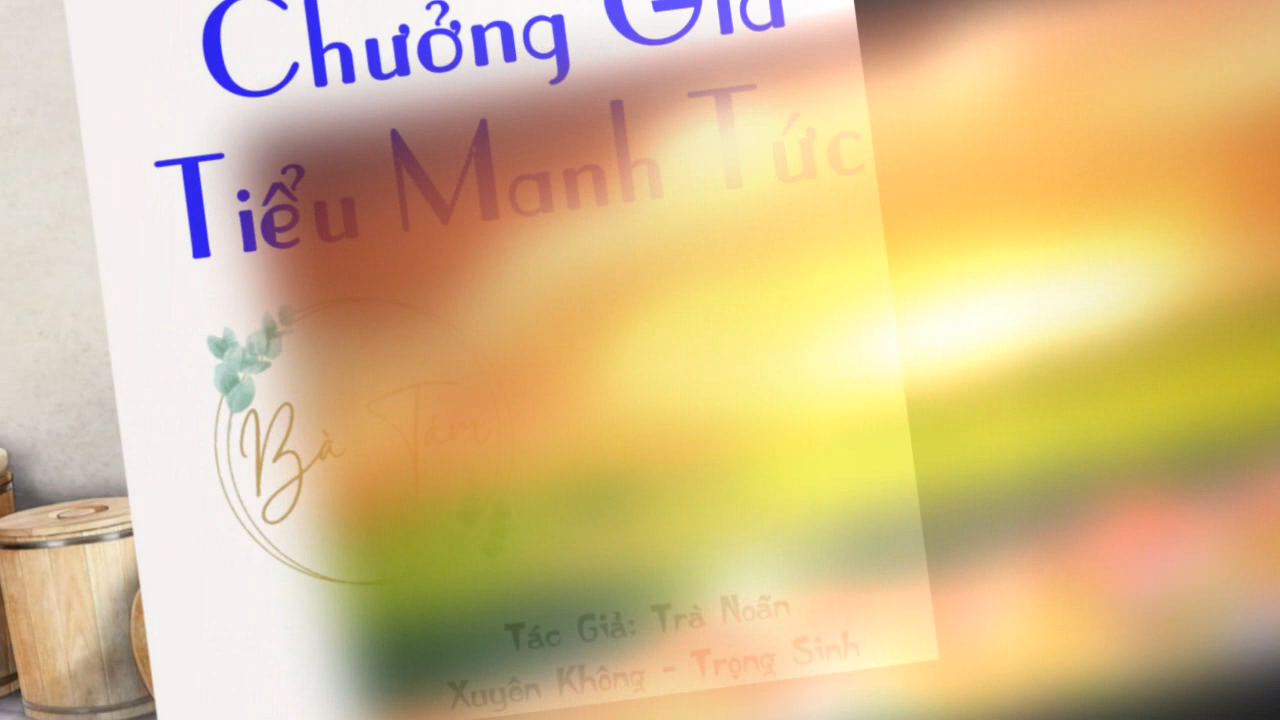 Chưởng Gia
Tiểu Manh Tức
Bà Tám
Tác Giả: Trà Noãn
Xuyên Không - Trọng Sinh